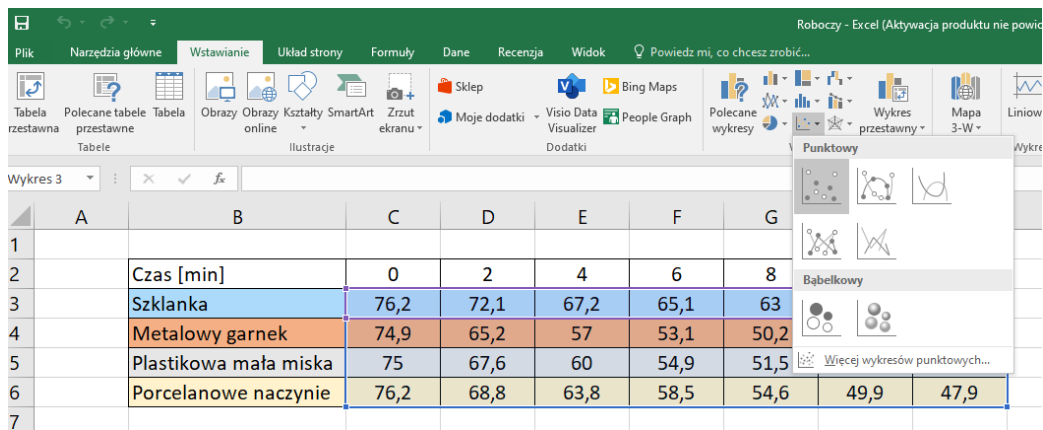 Roboczy - Excel (Aktywacja produktu nie powio
Plik Narzędzia główne Wstawianie Układ strony Formuły Dane Recenzja Widok Powiedz mi, co chcesz zrobić...
Tabela przestawna
Polecane tabele przestawne
Tabela
Tabele
Obrazy
Obrazy online
Kształty
SmartArt
Zrzut ekranu
Ilustracje
Sklep
Moje dodatki
Visio Data Visualizer
Bing Maps
People Graph
Dodatki
Polecane wykresy
Wykres przestawny
Mapa 3-W
Liniow
Wykre
Punktowy
Bąbelkowy
Więcej wykresów punktowych...
Wykres 3 fx
A B C D E F G
1
2 Czas [min] 0 2 4 6 8
3 Szklanka 76,2 72,1 67,2 65,1 63
4 Metalowy garnek 74,9 65,2 57 53,1 50,2
5 Plastikowa mała miska 75 67,6 60 54,9 51,5
6 Porcelanowe naczynie 76,2 68,8 63,8 58,5 54,6 49,9 47,9
7